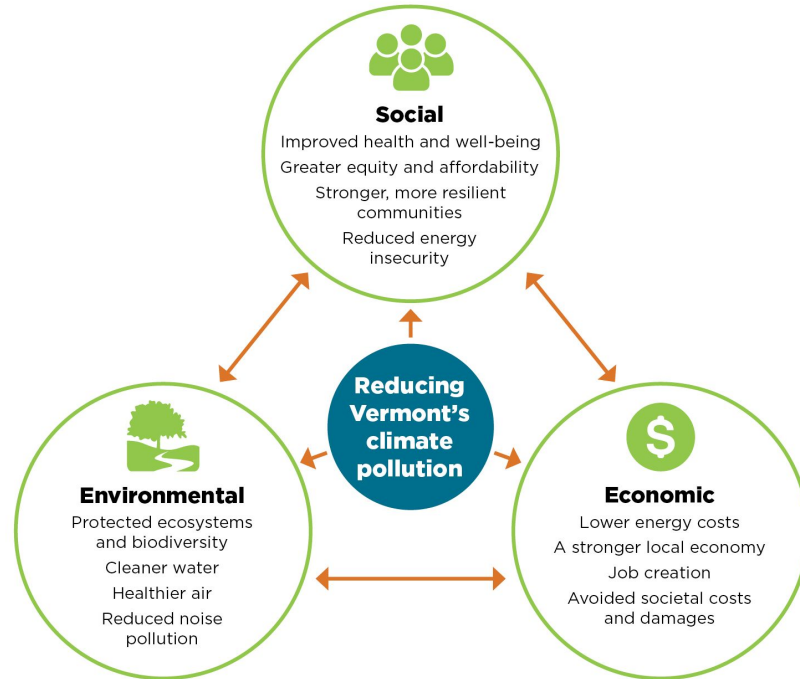 Social
Improved health and well-being
Greater equity and affordability
Stronger, more resilient
communities
Reduced energy
insecurity
Reducing
Vermont's
climate
pollution
Environmental
Protected ecosystems
and biodiversity
Cleaner water
Healthier air
Reduced noise
pollution
$
Economic
Lower energy costs
A stronger local economy
Job creation
Avoided societal costs
and damages